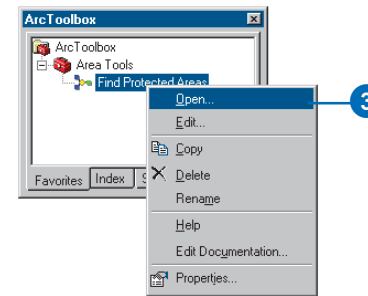 ArcToolbox
ArcToolbox
Area Tools
Find Protected Areas
Open...
3
Edit...
Copy
Delete
Rename
Help
Edit Documentation...
Properties...
Favorites
Index
S